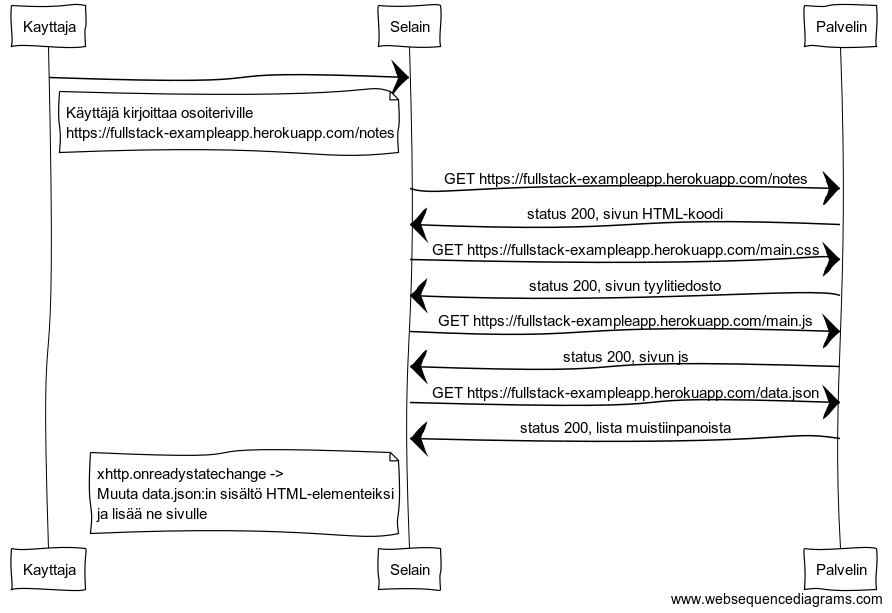 Kayttaja
Selain
Palvelin
Käyttäjä kirjoittaa osoiteriville
https://fullstack-exampleapp.herokuapp.com/notes
GET https://fullstack-exampleapp.herokuapp.com/notes
status 200, sivun HTML-koodi
GET https://fullstack-exampleapp.herokuapp.com/main.css
status 200, sivun tyylitiedosto
GET https://fullstack-exampleapp.herokuapp.com/main.js
status 200, sivun js
GET https://fullstack-exampleapp.herokuapp.com/data.json
status 200, lista muistiinpanoista
xhttp.onreadystatechange ->
Muuta data.json:in sisältö HTML-elementeiksi
ja lisää ne sivulle
Kayttaja
Selain
Palvelin
www.websequencediagrams.com